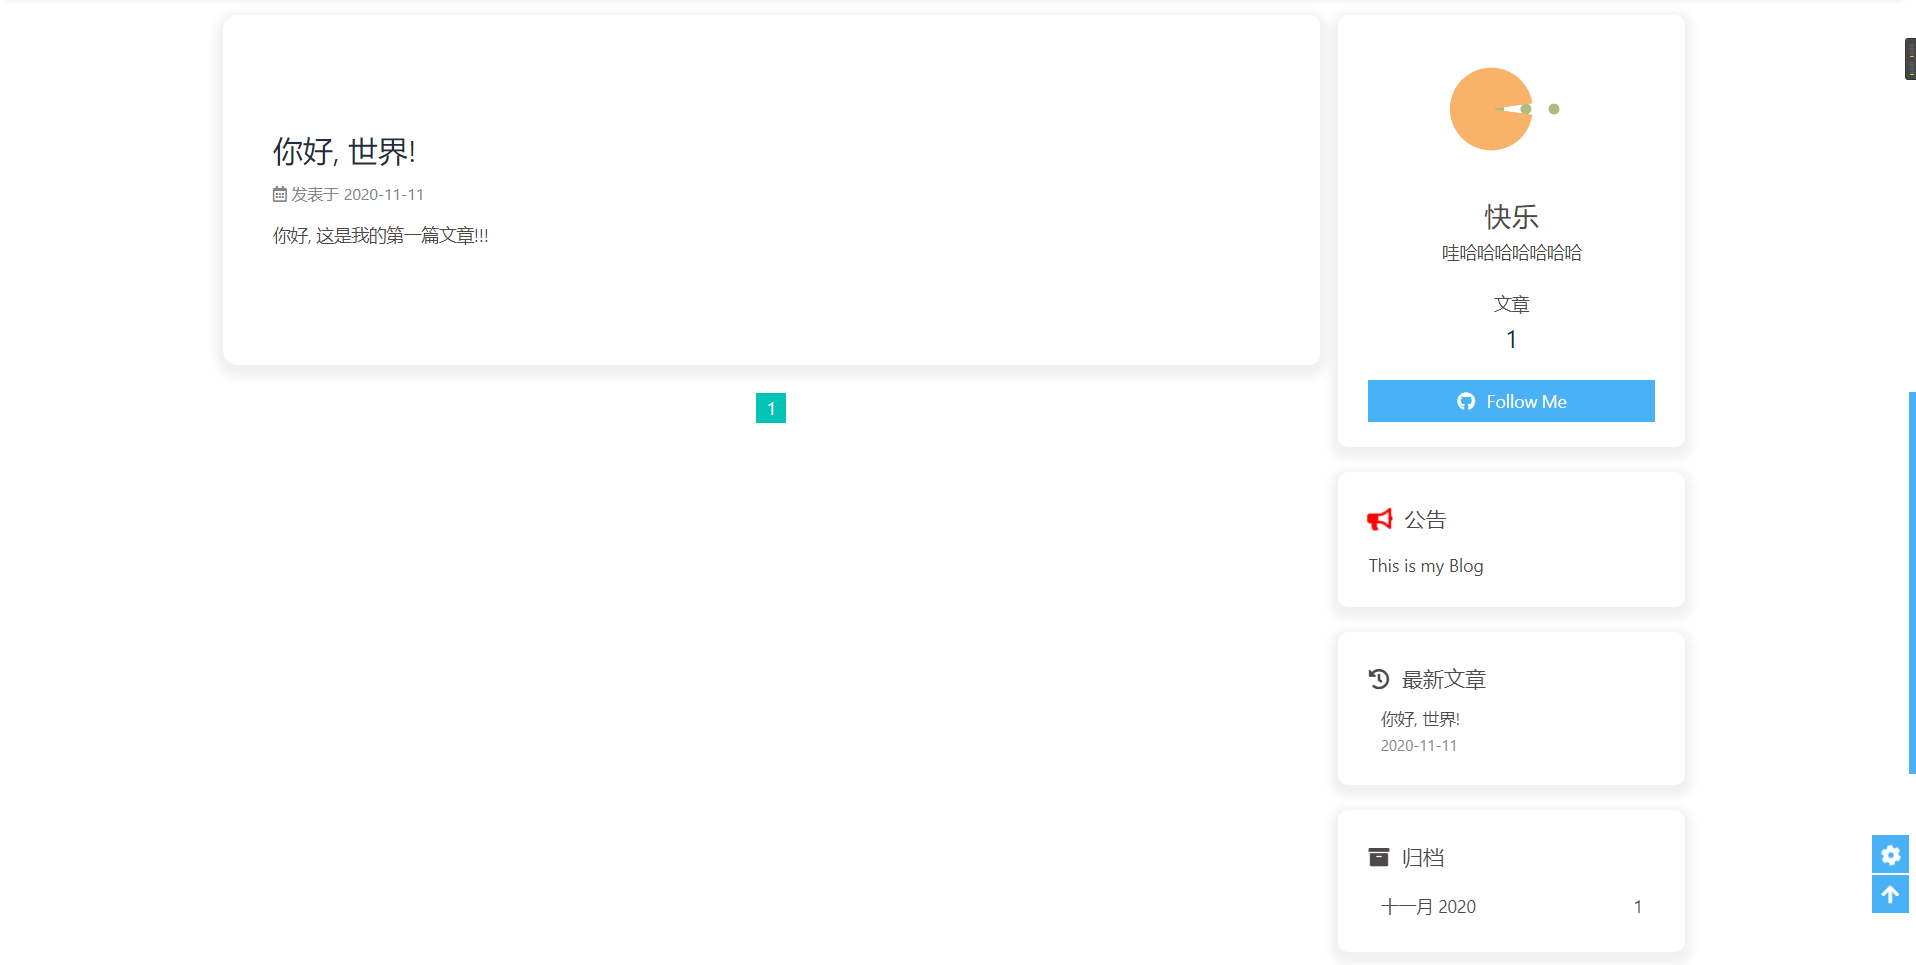 你好, 世界!
发表于 2020-11-11
你好, 这是我的第一篇文章!!!
1
快乐
哇哈哈哈哈哈哈哈
文章
1
Follow Me
公告
This is my Blog
最新文章
你好, 世界!
2020-11-11
归档
十一月 2020 1